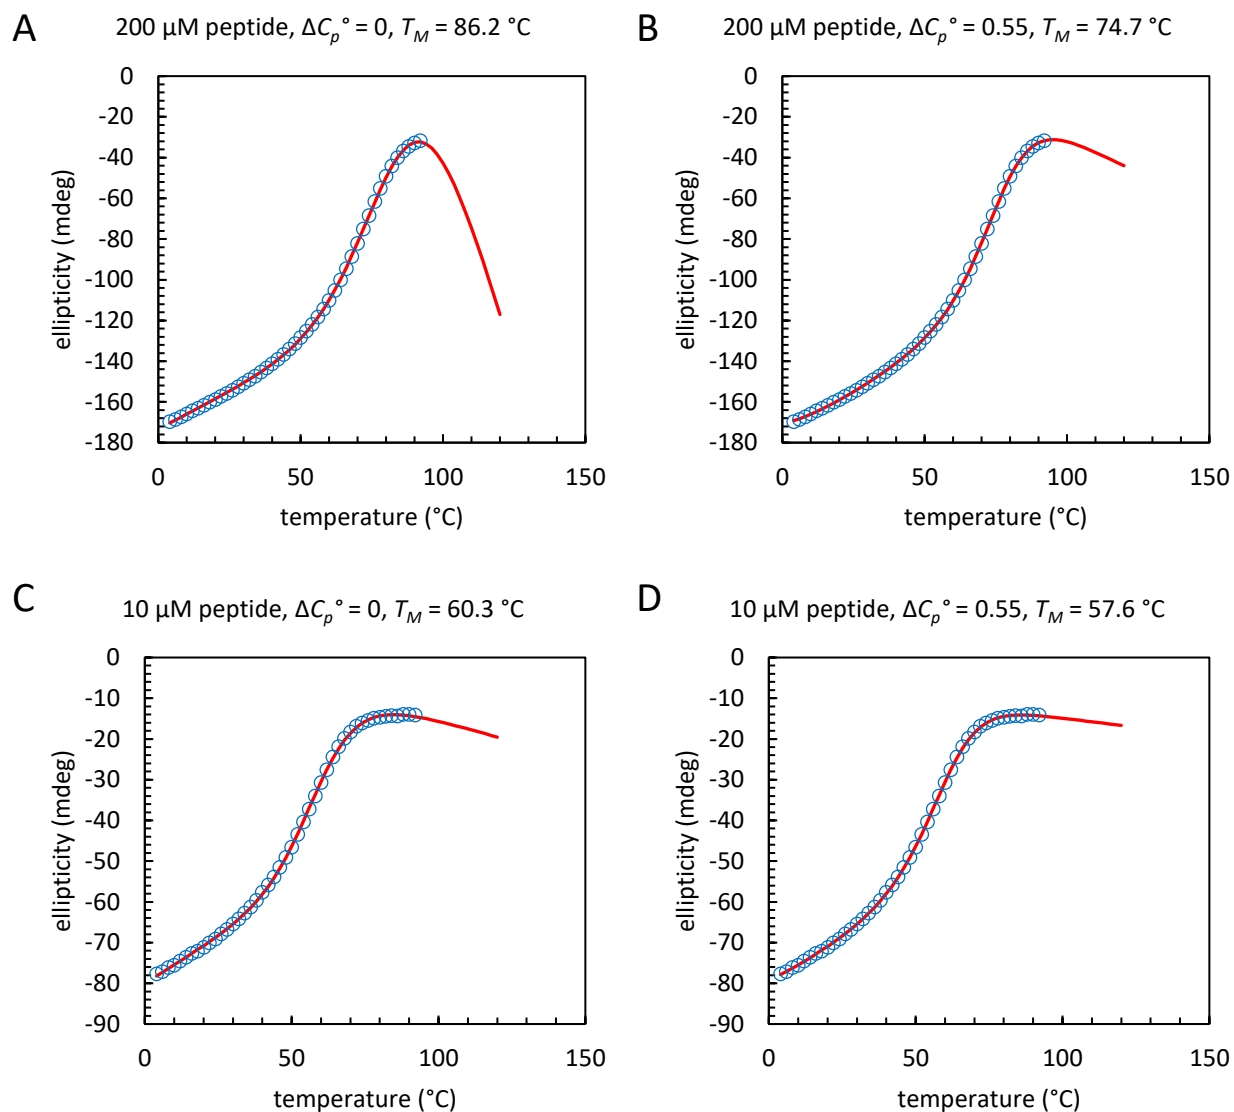 A
200 µM peptide, ΔCp° = 0, TM = 86.2 °C
0
-20
-40
-60
-80
-100
-120
-140
-160
-180
ellipticity (mdeg)
0 50 100 150
temperature (°C)
B
200 µM peptide, ΔCp° = 0.55, TM = 74.7 °C
0
-20
-40
-60
-80
-100
-120
-140
-160
-180
ellipticity (mdeg)
0 50 100 150
temperature (°C)
C
10 µM peptide, ΔCp° = 0, TM = 60.3 °C
0
-10
-20
-30
-40
-50
-60
-70
-80
-90
ellipticity (mdeg)
0 50 100 150
temperature (°C)
D
10 µM peptide, ΔCp° = 0.55, TM = 57.6 °C
0
-10
-20
-30
-40
-50
-60
-70
-80
-90
ellipticity (mdeg)
0 50 100 150
temperature (°C)